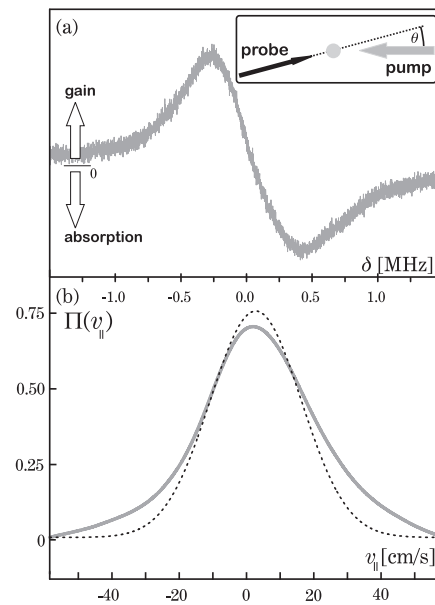 (a)
probe
θ
pump
gain
0
absorption
δ [MHz]
-1.0 -0.5 0.0 0.5 1.0
(b)
Π(v∥)
0.75
0.50
0.25
0
v∥ [cm/s]
-40 -20 0 20 40